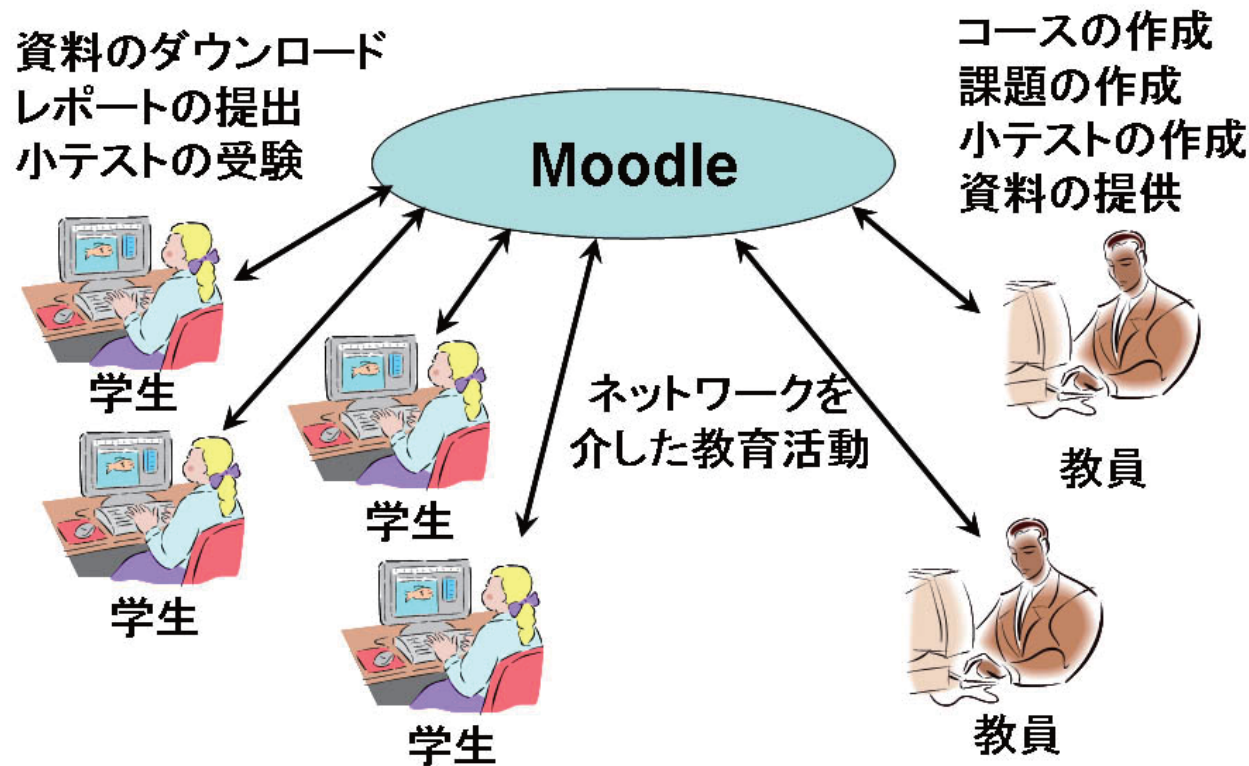 資料のダウンロード
レポートの提出
小テストの受験
コースの作成
課題の作成
小テストの作成
資料の提供
Moodle
学生
学生
学生
学生
ネットワークを
介した教育活動
教員
教員